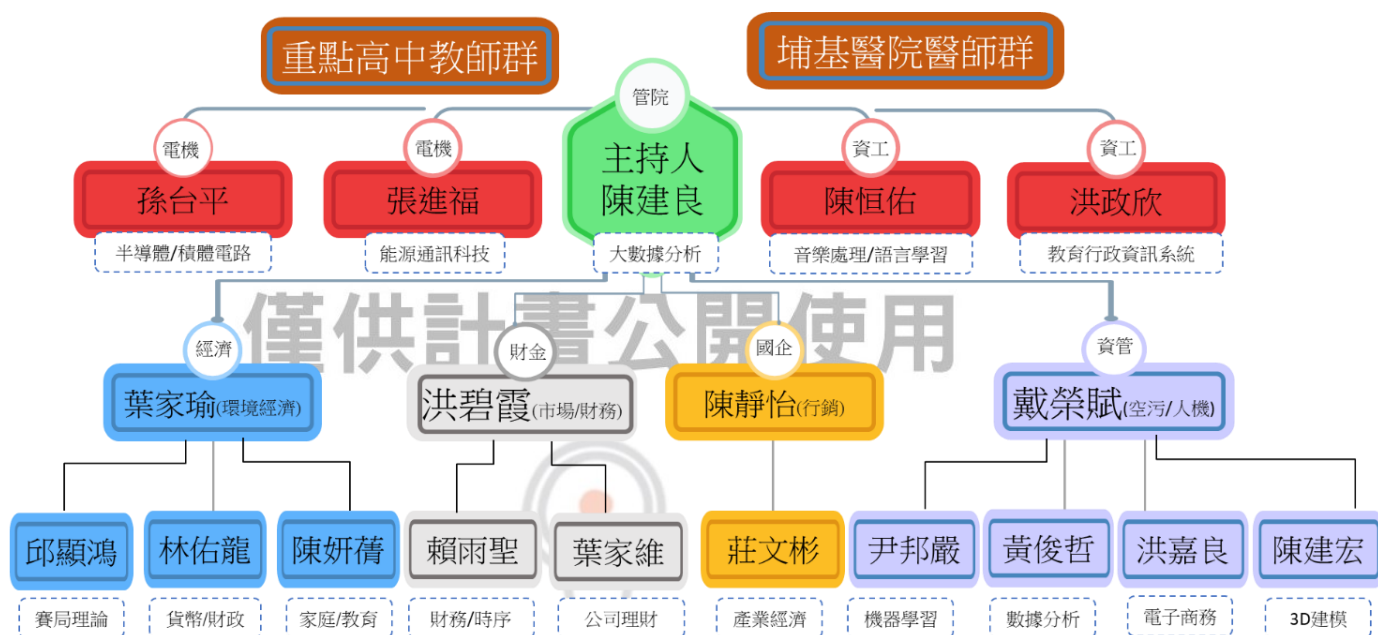 重點高中教師群
埔基醫院醫師群
管院
電機
電機
資工
資工
主持人
陳建良
孫台平
張進福
陳恒佑
洪政欣
半導體/積體電路
能源通訊科技
大數據分析
音樂處理/語言學習
教育行政資訊系統
僅供計畫公開使用
經濟
財金
國企
資管
葉家瑜(環境經濟)
洪碧霞(市場/財務)
陳靜怡(行銷)
戴榮賦(空污/人機)
邱顯鴻
林佑龍
陳妍蒨
賴雨聖
葉家維
莊文彬
尹邦嚴
黃俊哲
洪嘉良
陳建宏
賽局理論
貨幣/財政
家庭/教育
財務/時序
公司理財
產業經濟
機器學習
數據分析
電子商務
3D建模